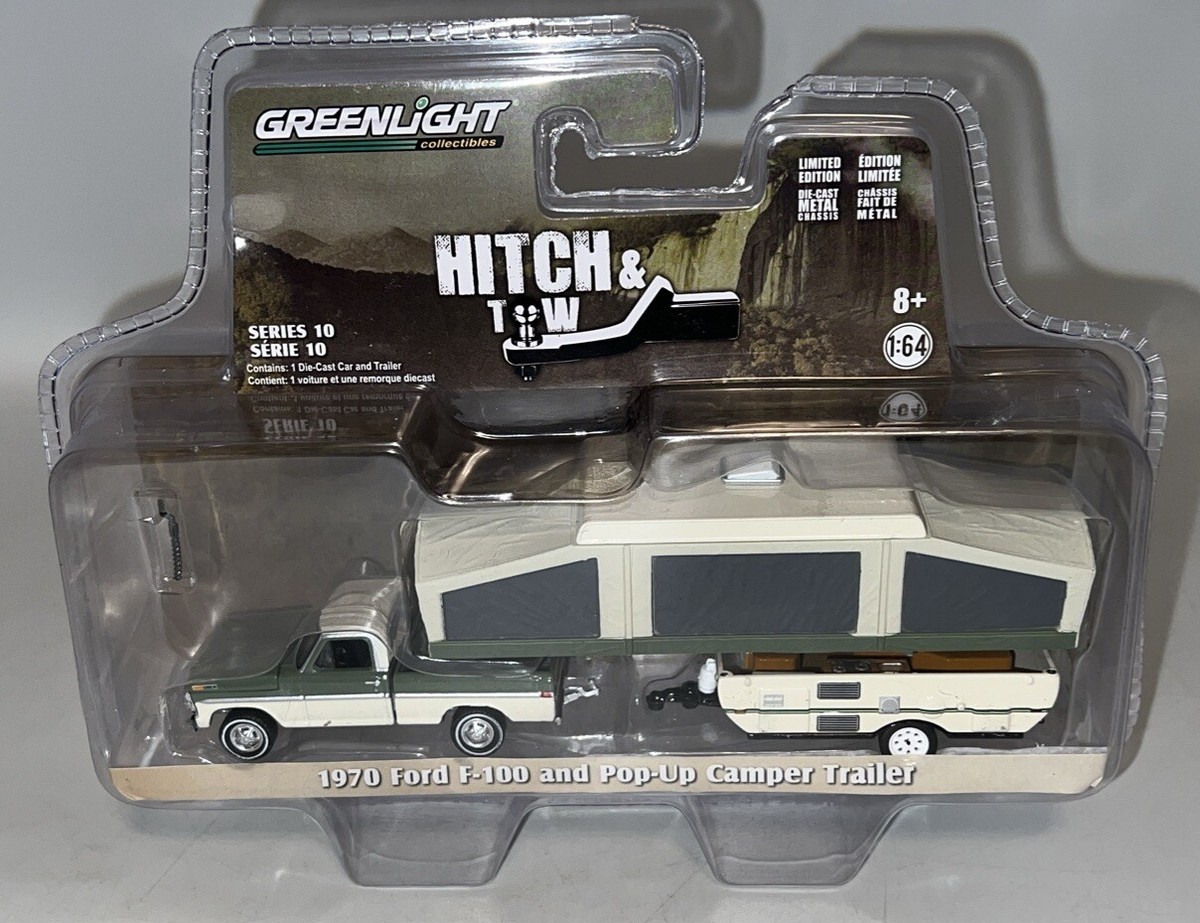 GREENLiGHT
collectibles
LIMITED EDITION
DIE-CAST METAL CHASSIS
ÉDITION LIMITÉE
CHÂSSIS FAIT DE MÉTAL
HITCH &
TOW
8+
1:64
SERIES 10
SÉRIE 10
Contains: 1 Die-Cast Car and Trailer
Contient: 1 voiture et une remorque diecast
1970 Ford F-100 and Pop-Up Camper Trailer